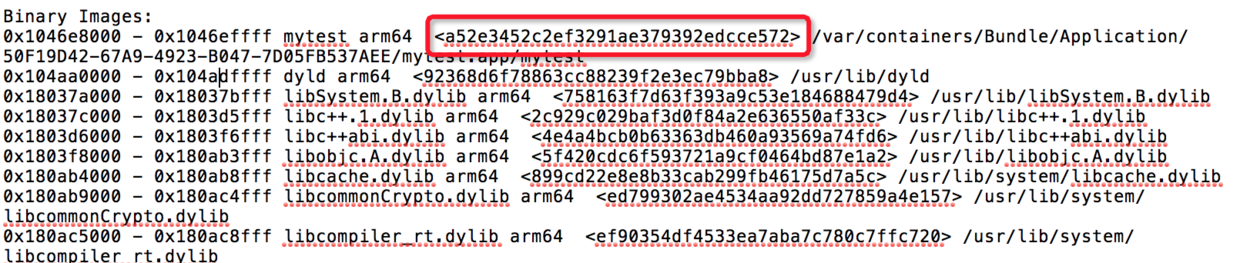 Binary Images:
0x1046e8000 - 0x1046effff mytest arm64  <a52e3452c2ef3291ae379392edcce572> /var/containers/Bundle/Application/
50F19D42-67A9-4923-B047-7D05FB537AEE/mytest.app/mytest
0x104aa0000 - 0x104adffff dyld arm64  <92368d6f78863cc88239f2e3ec79bba8> /usr/lib/dyld
0x18037a000 - 0x18037bfff libSystem.B.dylib arm64  <758163f7d63f393a9c53e184688479d4> /usr/lib/libSystem.B.dylib
0x18037c000 - 0x1803d5fff libc++.1.dylib arm64  <2c929c029baf3d0f84a2e636550af33c> /usr/lib/libc++.1.dylib
0x1803d6000 - 0x1803f6fff libc++abi.dylib arm64  <4e4a4bcb0b63363db460a93569a74fd6> /usr/lib/libc++abi.dylib
0x1803f8000 - 0x180ab3fff libobjc.A.dylib arm64  <5f420cdc6f593721a9cf0464bd87e1a2> /usr/lib/libobjc.A.dylib
0x180ab4000 - 0x180ab8fff libcache.dylib arm64  <899cd22e8e8b33cab299fb46175d7a5c> /usr/lib/system/libcache.dylib
0x180ab9000 - 0x180ac4fff libcommonCrypto.dylib arm64  <ed799302ae4534aa92dd727859a4e157> /usr/lib/system/
libcommonCrypto.dylib
0x180ac5000 - 0x180ac8fff libcompiler_rt.dylib arm64  <ef90354df4533ea7aba7c780c7ffc720> /usr/lib/system/
libcompiler_rt.dylib